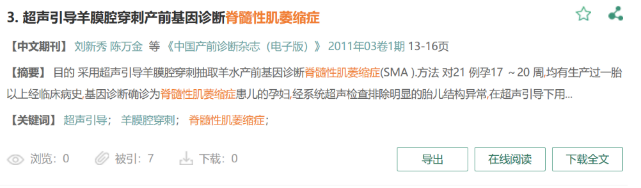 3. 超声引导羊膜腔穿刺产前基因诊断脊髓性肌萎缩症
【中文期刊】 刘新秀 陈万金 等 《中国产前诊断杂志（电子版）》 2011年03卷1期 13-16页
【摘要】 目的 采用超声引导羊膜腔穿刺抽取羊水产前基因诊断脊髓性肌萎缩症(SMA ).方法 对21 例孕17 ～20 周,均有生产过一胎
以上经临床病史,基因诊断确诊为脊髓性肌萎缩症患儿的孕妇,经系统超声检查排除明显的胎儿结构异常,在超声引导下用...
【关键词】 超声引导； 羊膜腔穿刺； 脊髓性肌萎缩症；
浏览：0 被引：7 下载：0 导出 在线阅读 下载全文